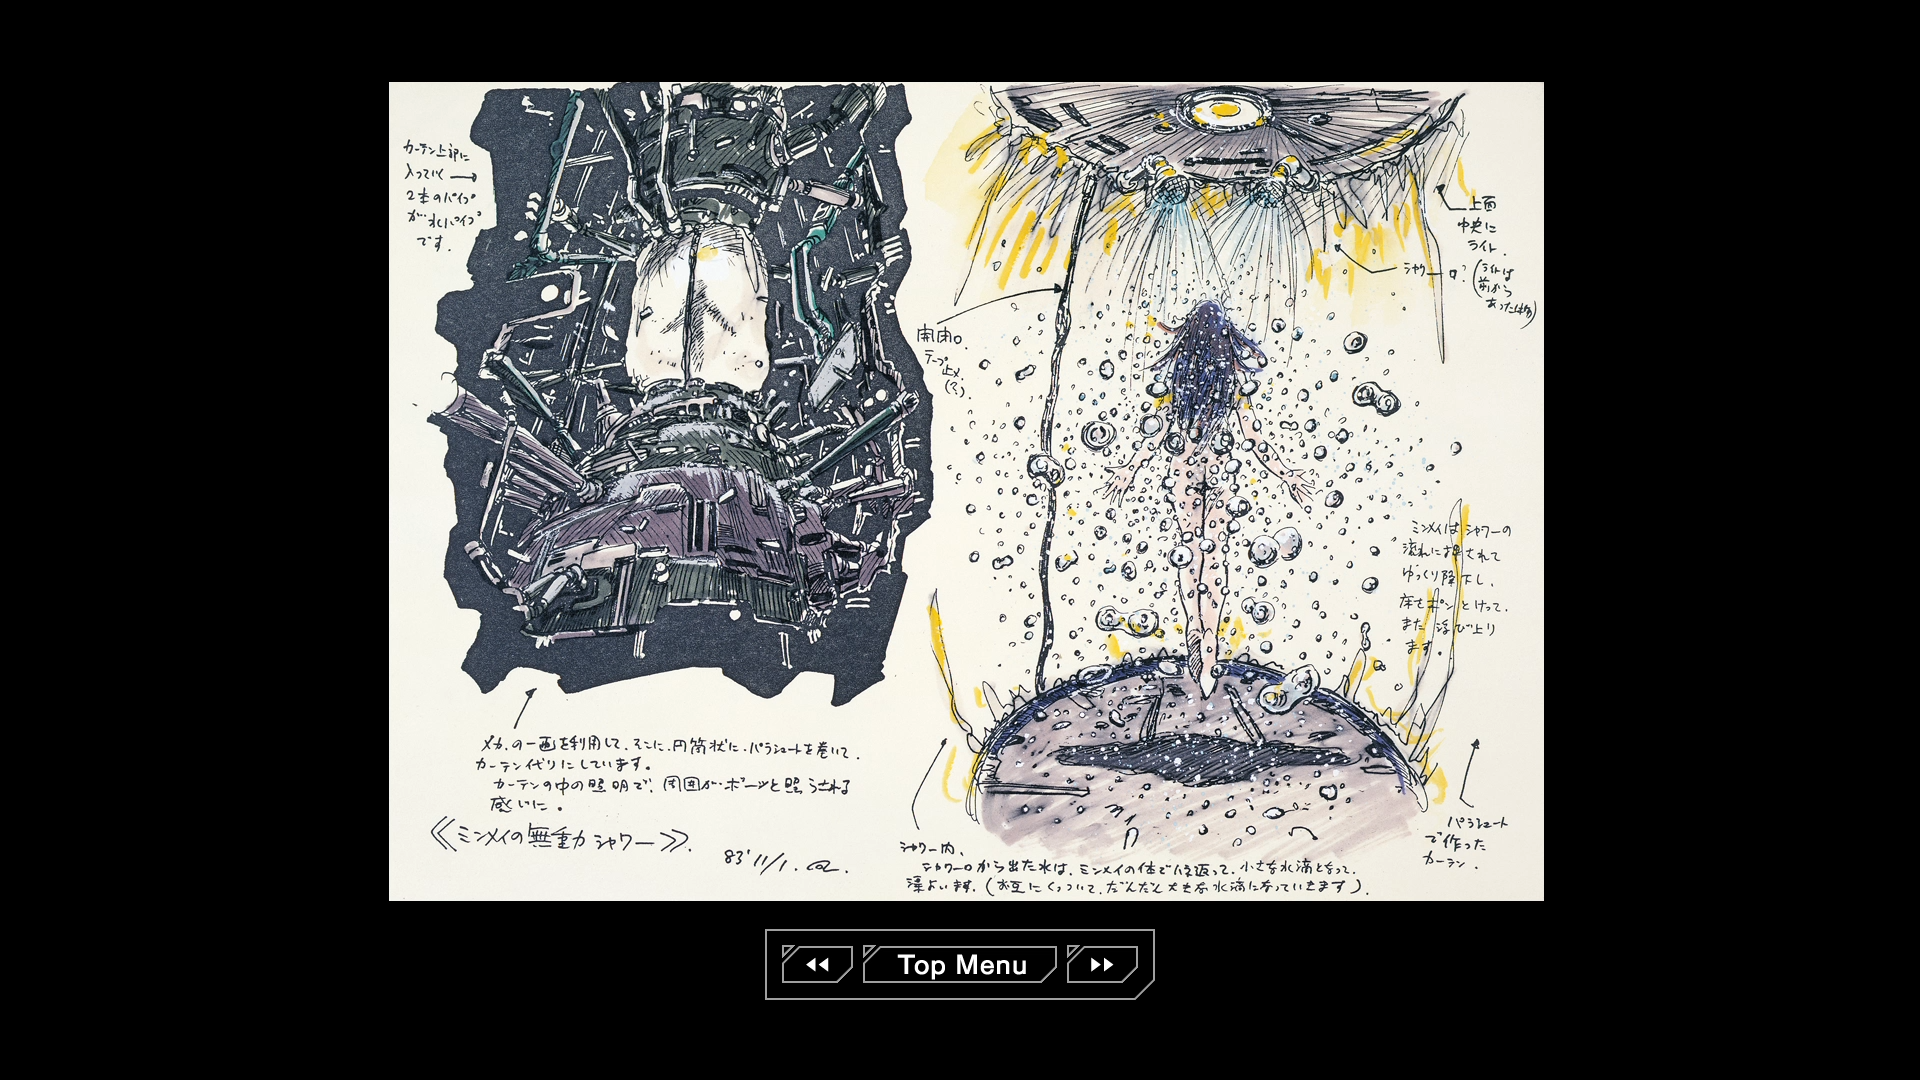 カーテン上部に
入っていく→
2本のパイプ
が水パイプ
です.
メカ.の一画を利用して.そこに.円筒状に.パラシュートを巻いて.
カーテン代りにしています。
カーテンの中の照明で.周囲が.ボーッと照らされる
感じに。
《ミンメイの無重力シャワー》.
83' 11/1.
上面
中央に
ライト.
シャワー口?
(ライトは
前から
あった
開閉口.
テープ
止メ.
(?)
ミンメイはシャワーの
流れに押されて
ゆっくり降下し.
床をポンとけって.
また浮び上り
ます.
シャワー内.
シャワー口から出た水は.ミンメイの体ではね返って.小さな水滴となって.
漂よいます.(お互にくっついて.だんだん大きな水滴になっていきます).
パラシュート
で作った
カーテン.
Top Menu